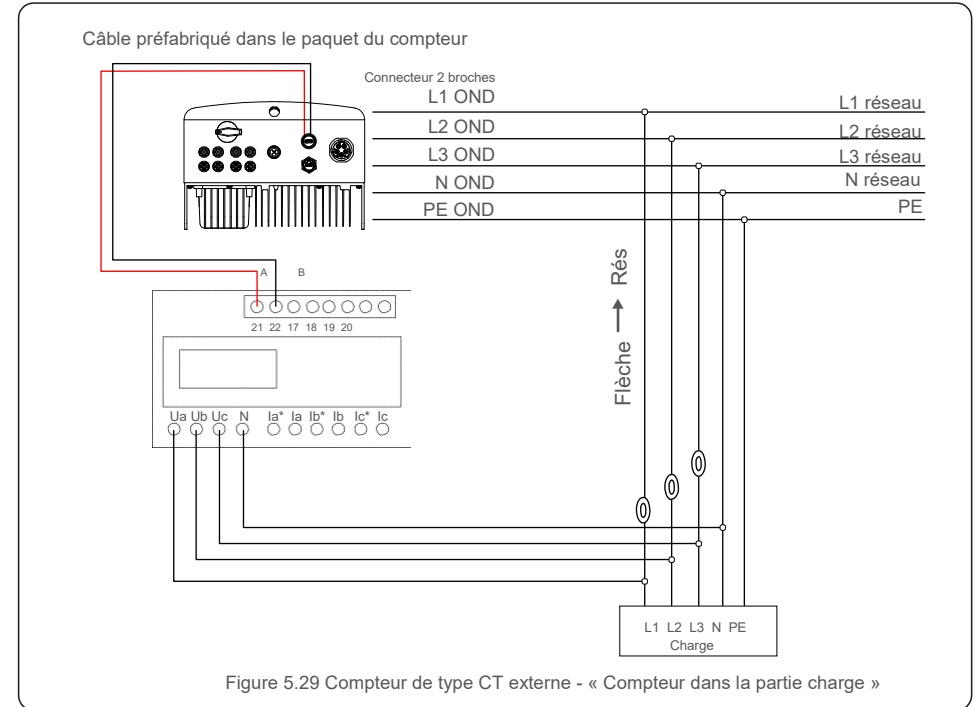 Câble préfabriqué dans le paquet du compteur
Connecteur 2 broches
L1 OND
L1 réseau
L2 OND
L2 réseau
L3 OND
L3 réseau
N OND
N réseau
PE OND
PE
Flèche → Rés
A B
21 22 17 18 19 20
Ua Ub Uc N Ia* Ia Ib* Ib Ic* Ic
L1 L2 L3 N PE
Charge
Figure 5.29 Compteur de type CT externe - « Compteur dans la partie charge »